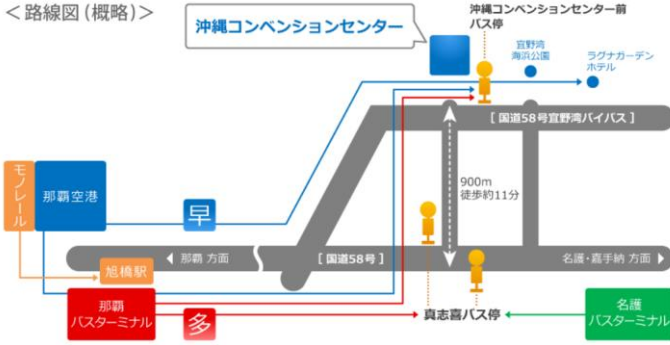 ＜路線図(概略)＞
沖縄コンベンションセンター
沖縄コンベンションセンター前
バス停
宜野湾
海浜公園
ラグナガーデン
ホテル
[ 国道58号宜野湾バイパス ]
モノレール
那覇空港
早
900m
徒歩約11分
那覇 方面
[ 国道58号 ]
名護・嘉手納 方面
旭橋駅
那覇
バスターミナル
多
真志喜バス停
名護
バスターミナル